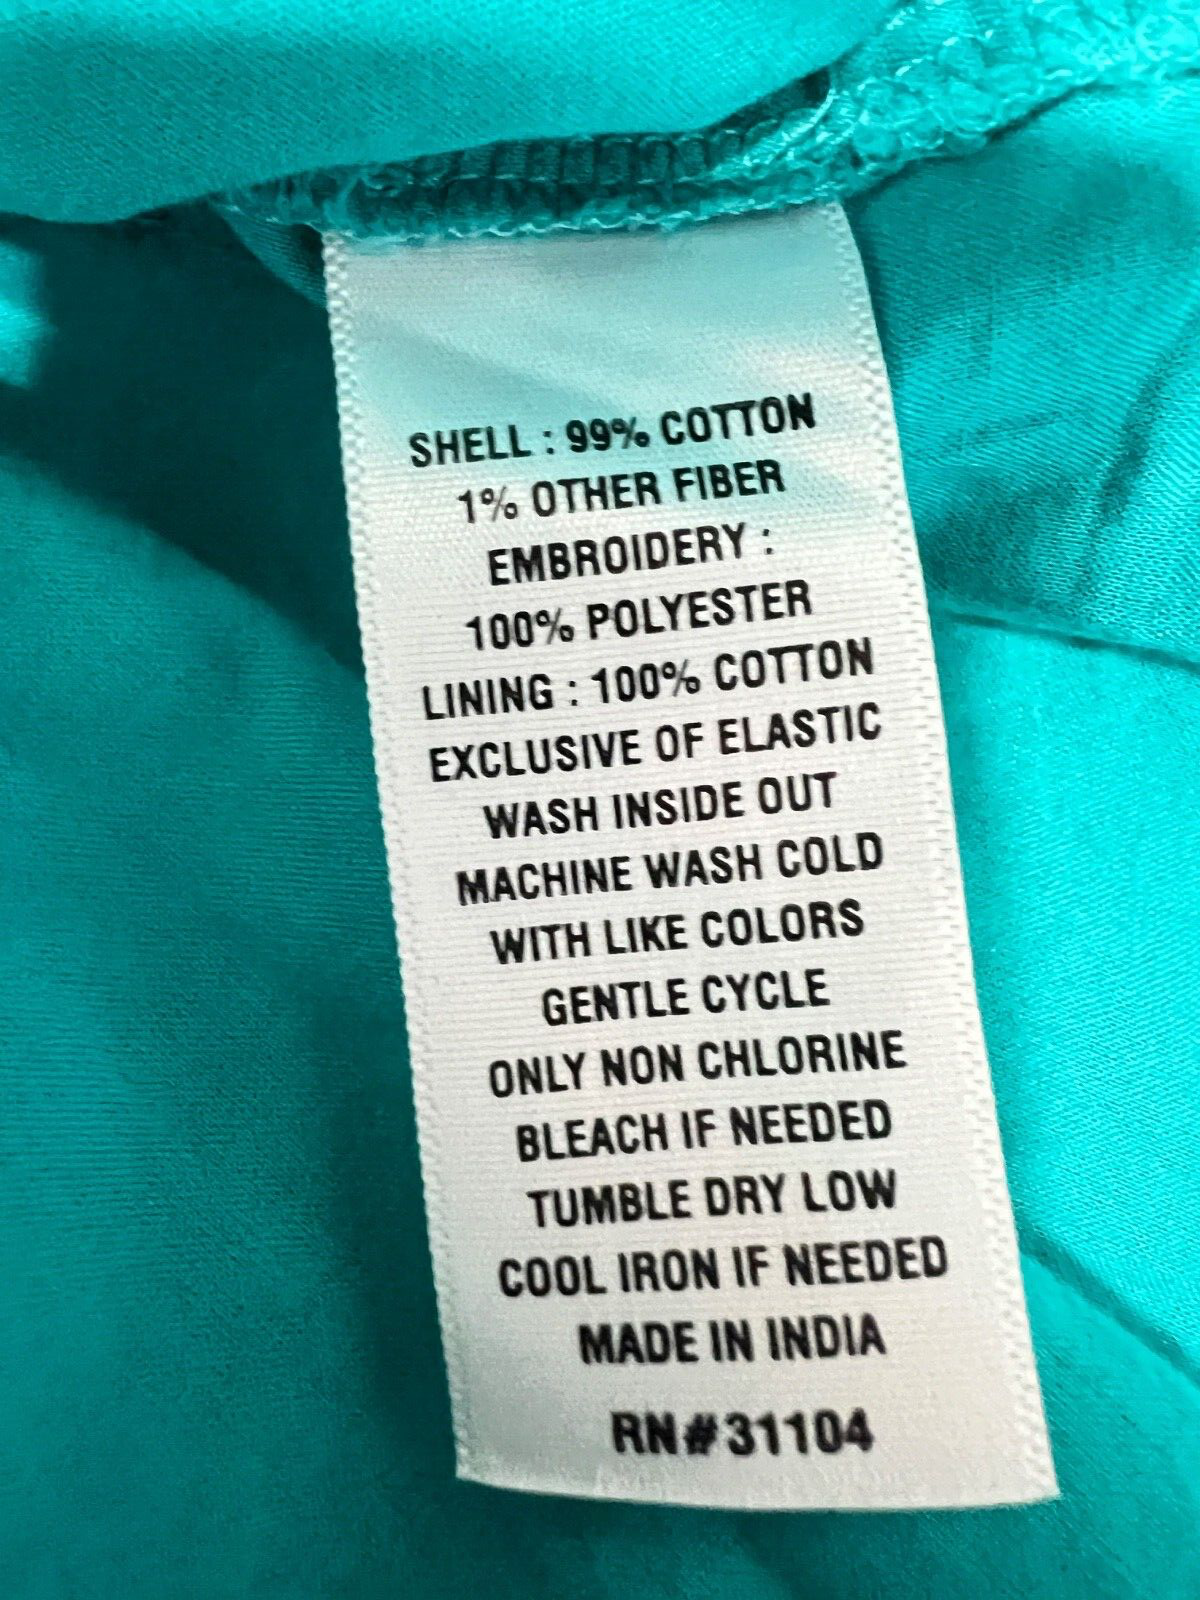 SHELL : 99% COTTON
1% OTHER FIBER
EMBROIDERY :
100% POLYESTER
LINING : 100% COTTON
EXCLUSIVE OF ELASTIC
WASH INSIDE OUT
MACHINE WASH COLD
WITH LIKE COLORS
GENTLE CYCLE
ONLY NON CHLORINE
BLEACH IF NEEDED
TUMBLE DRY LOW
COOL IRON IF NEEDED
MADE IN INDIA
RN#31104